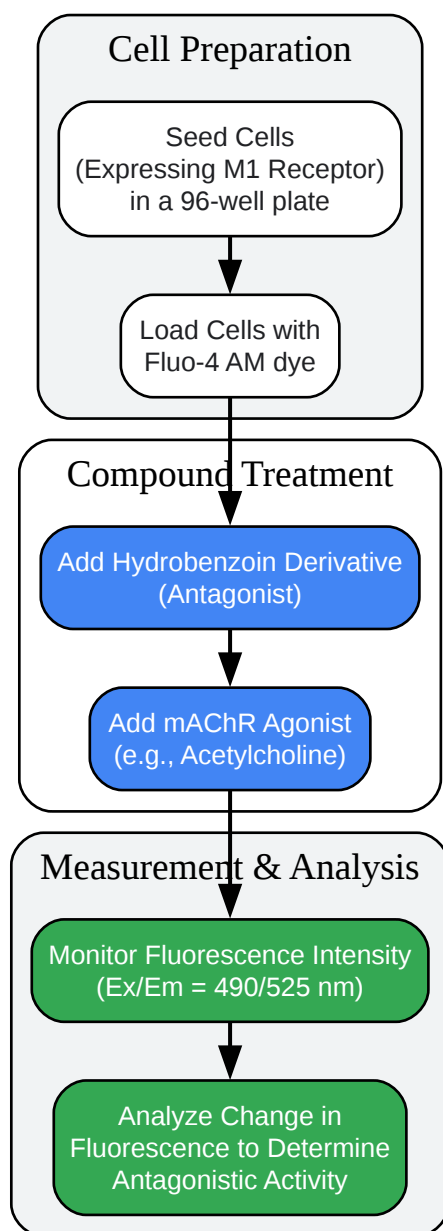 Cell Preparation
Seed Cells
(Expressing M1 Receptor)
in a 96-well plate
Load Cells with
Fluo-4 AM dye
Compound Treatment
Add Hydrobenzoin Derivative
(Antagonist)
Add mAChR Agonist
(e.g., Acetylcholine)
Measurement & Analysis
Monitor Fluorescence Intensity
(Ex/Em = 490/525 nm)
Analyze Change in
Fluorescence to Determine
Antagonistic Activity